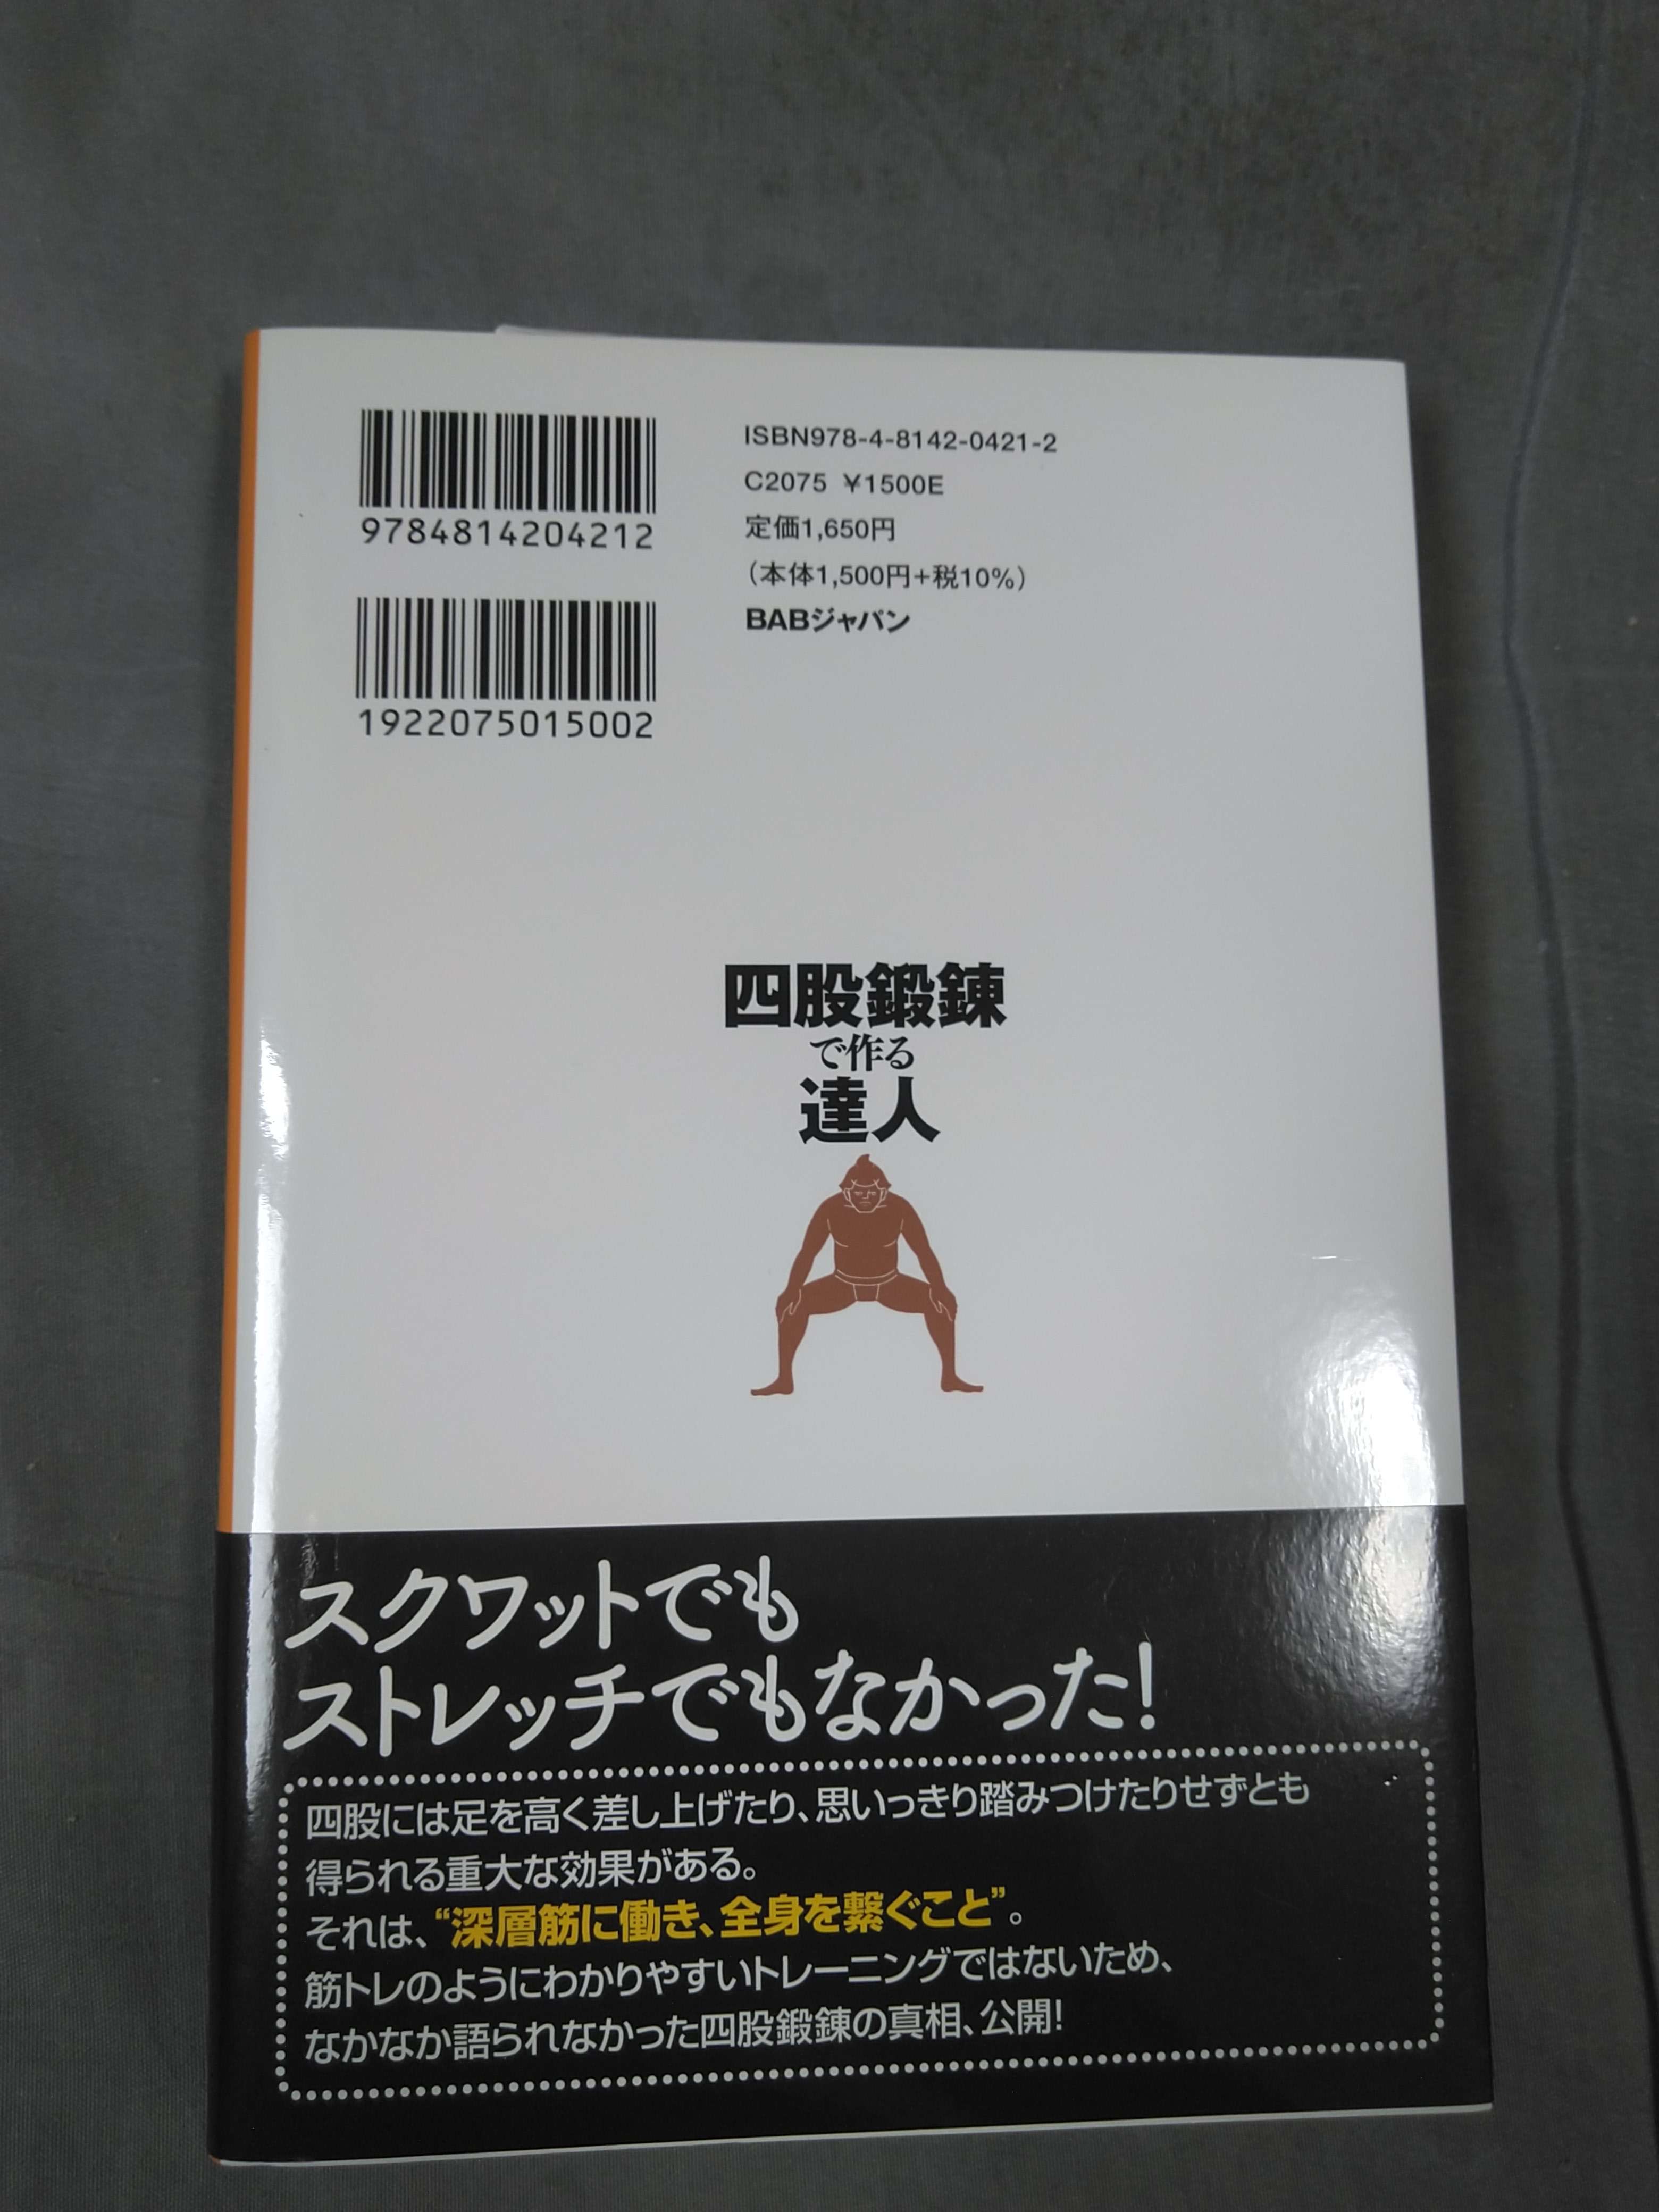 9784814204212
ISBN978-4-8142-0421-2
C2075 ¥1500E
定価1,650円
（本体1,500円+税10%）
BABジャパン
1922075015002
四股鍛錬
で作る
達人
スクワットでも
ストレッチでもなかった!
四股には足を高く差し上げたり、思いっきり踏みつけたりせずとも
得られる重大な効果がある。
それは、“深層筋に働き、全身を繋ぐこと”。
筋トレのようにわかりやすいトレーニングではないため、
なかなか語られなかった四股鍛錬の真相、公開!